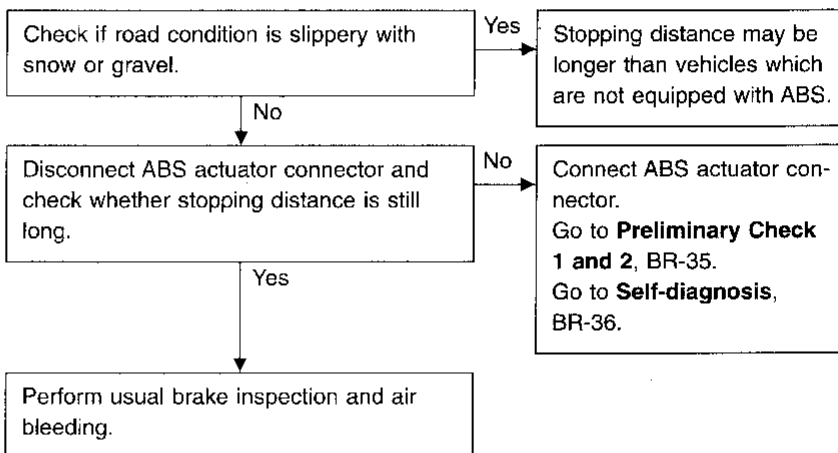 Check if road condition is slippery with
snow or gravel.
Yes
Stopping distance may be
longer than vehicles which
are not equipped with ABS.
No
Disconnect ABS actuator connector and
check whether stopping distance is still
long.
No
Connect ABS actuator con-
nector.
Go to Preliminary Check
1 and 2, BR-35.
Go to Self-diagnosis,
BR-36.
Yes
Perform usual brake inspection and air
bleeding.